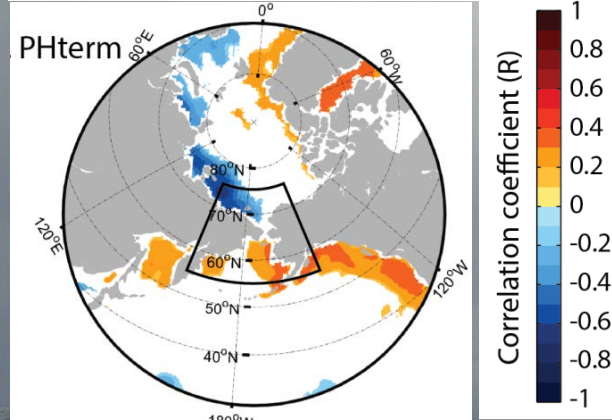 . PHterm
0°
60°E
60°W
80°N
70°N
60°N
50°N
40°N
120°E
120°W
180°W
Correlation coefficient (R)
1
0.8
0.6
0.4
0.2
0
-0.2
-0.4
-0.6
-0.8
-1